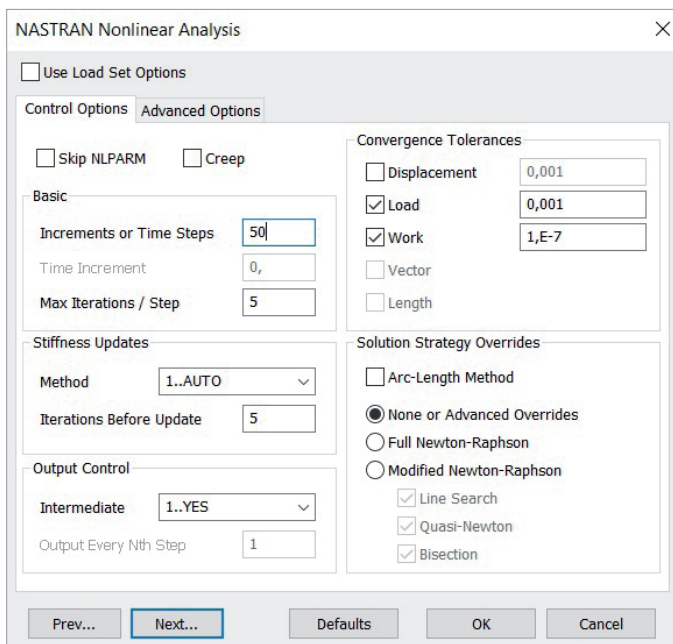 NASTRAN Nonlinear Analysis
Use Load Set Options
Control Options
Advanced Options
Skip NLPARM
Creep
Basic
Increments or Time Steps
50
Time Increment
0,
Max Iterations / Step
5
Stiffness Updates
Method
1..AUTO
Iterations Before Update
5
Output Control
Intermediate
1..YES
Output Every Nth Step
1
Convergence Tolerances
Displacement
0,001
Load
0,001
Work
1,E-7
Vector
Length
Solution Strategy Overrides
Arc-Length Method
None or Advanced Overrides
Full Newton-Raphson
Modified Newton-Raphson
Line Search
Quasi-Newton
Bisection
Prev...
Next...
Defaults
OK
Cancel